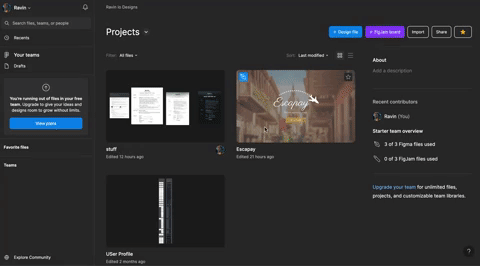 Ravin
Ravin is Designs
Search files, teams, or people
Recents
Your teams
Drafts
You're running out of files in your free
team. Upgrade to give your ideas and
designs room to grow without limits.
View plans
Favorite files
Teams
Explore Community
Projects
+ Design file
+ FigJam board
Import
Share
Filter: All files
Sort: Last modified
stuff
Edited 12 hours ago
Escapay
Escapay
Edited 21 hours ago
USer Profile
Edited 2 months ago
About
Add a description
Recent contributors
Ravin (You)
Starter team overview
3 of 3 Figma files used
0 of 3 FigJam files used
Upgrade your team for unlimited files,
projects, and customizable team libraries.
?